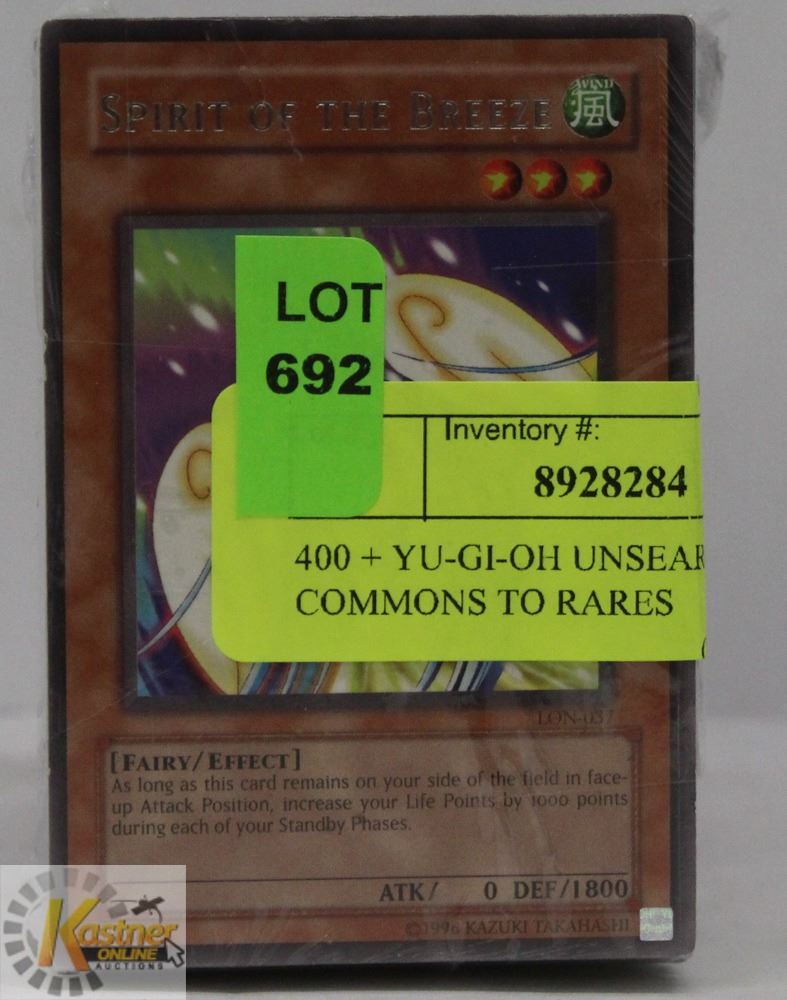 SPIRIT OF THE BREEZE
WIND
風
LOT
692
Inventory #:
8928284
400 + YU-GI-OH UNSEAR
COMMONS TO RARES
LON-037
[FAIRY/EFFECT]
As long as this card remains on your side of the field in face-
up Attack Position, increase your Life Points by 1000 points
during each of your Standby Phases.
ATK/ 0 DEF/1800
©1996 KAZUKI TAKAHASHI
Kastner
ONLINE
AUCTIONS